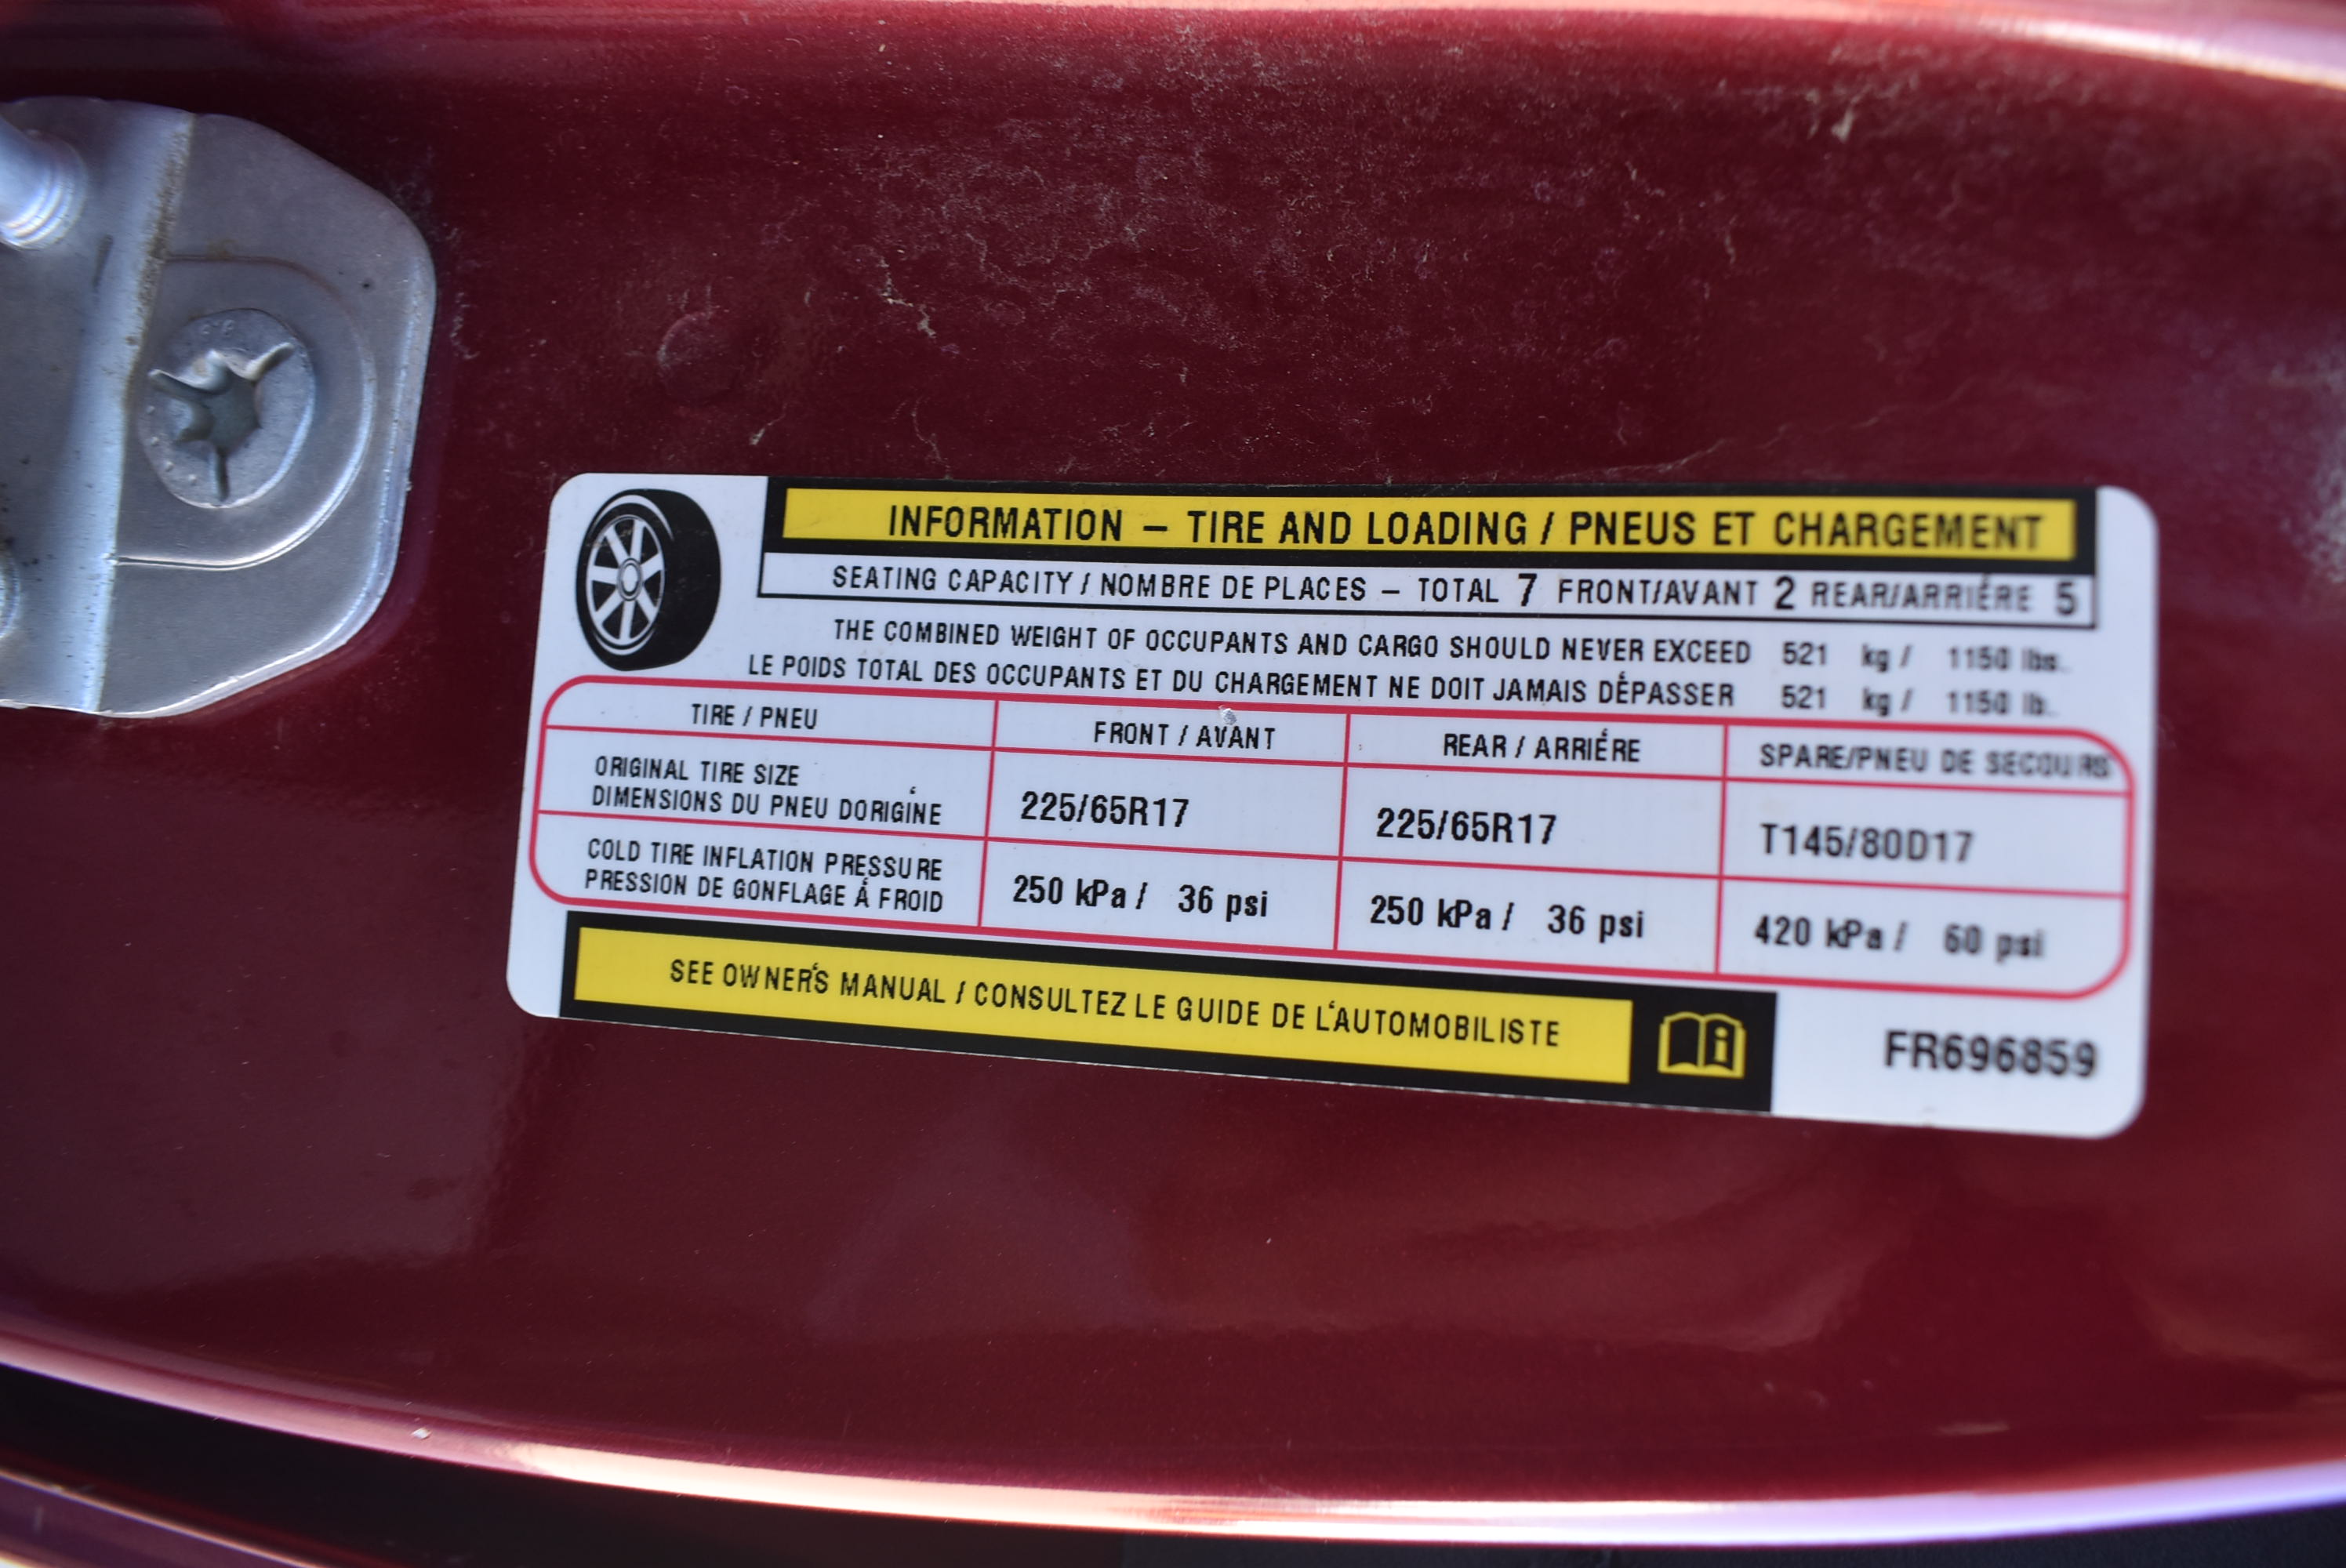 INFORMATION – TIRE AND LOADING / PNEUS ET CHARGEMENT
SEATING CAPACITY / NOMBRE DE PLACES – TOTAL 7 FRONT/AVANT 2 REAR/ARRIÉRE 5
THE COMBINED WEIGHT OF OCCUPANTS AND CARGO SHOULD NEVER EXCEED 521 kg / 1150 lbs.
LE POIDS TOTAL DES OCCUPANTS ET DU CHARGEMENT NE DOIT JAMAIS DÉPASSER 521 kg / 1150 lb.
TIRE / PNEU FRONT / AVANT REAR / ARRIÉRE SPARE/PNEU DE SECOURS
ORIGINAL TIRE SIZE
DIMENSIONS DU PNEU D'ORIGINE 225/65R17 225/65R17 T145/80D17
COLD TIRE INFLATION PRESSURE
PRESSION DE GONFLAGE Á FROID 250 kPa / 36 psi 250 kPa / 36 psi 420 kPa / 60 psi
SEE OWNER'S MANUAL / CONSULTEZ LE GUIDE DE L'AUTOMOBILISTE
FR696859